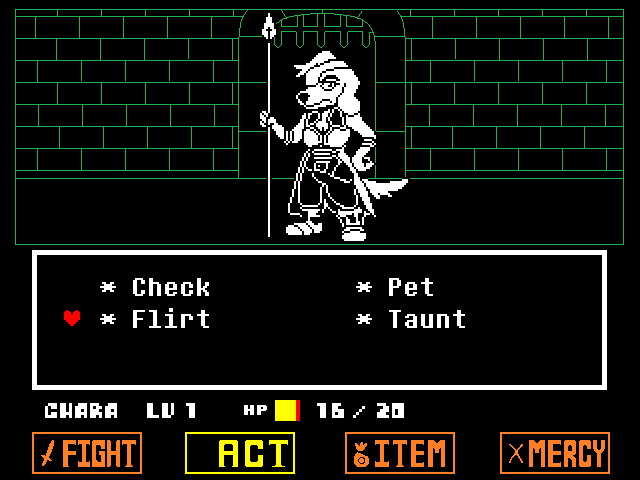 * Check * Pet
* Flirt * Taunt
CHARA LV 1 HP 16 / 20
FIGHT ACT ITEM MERCY